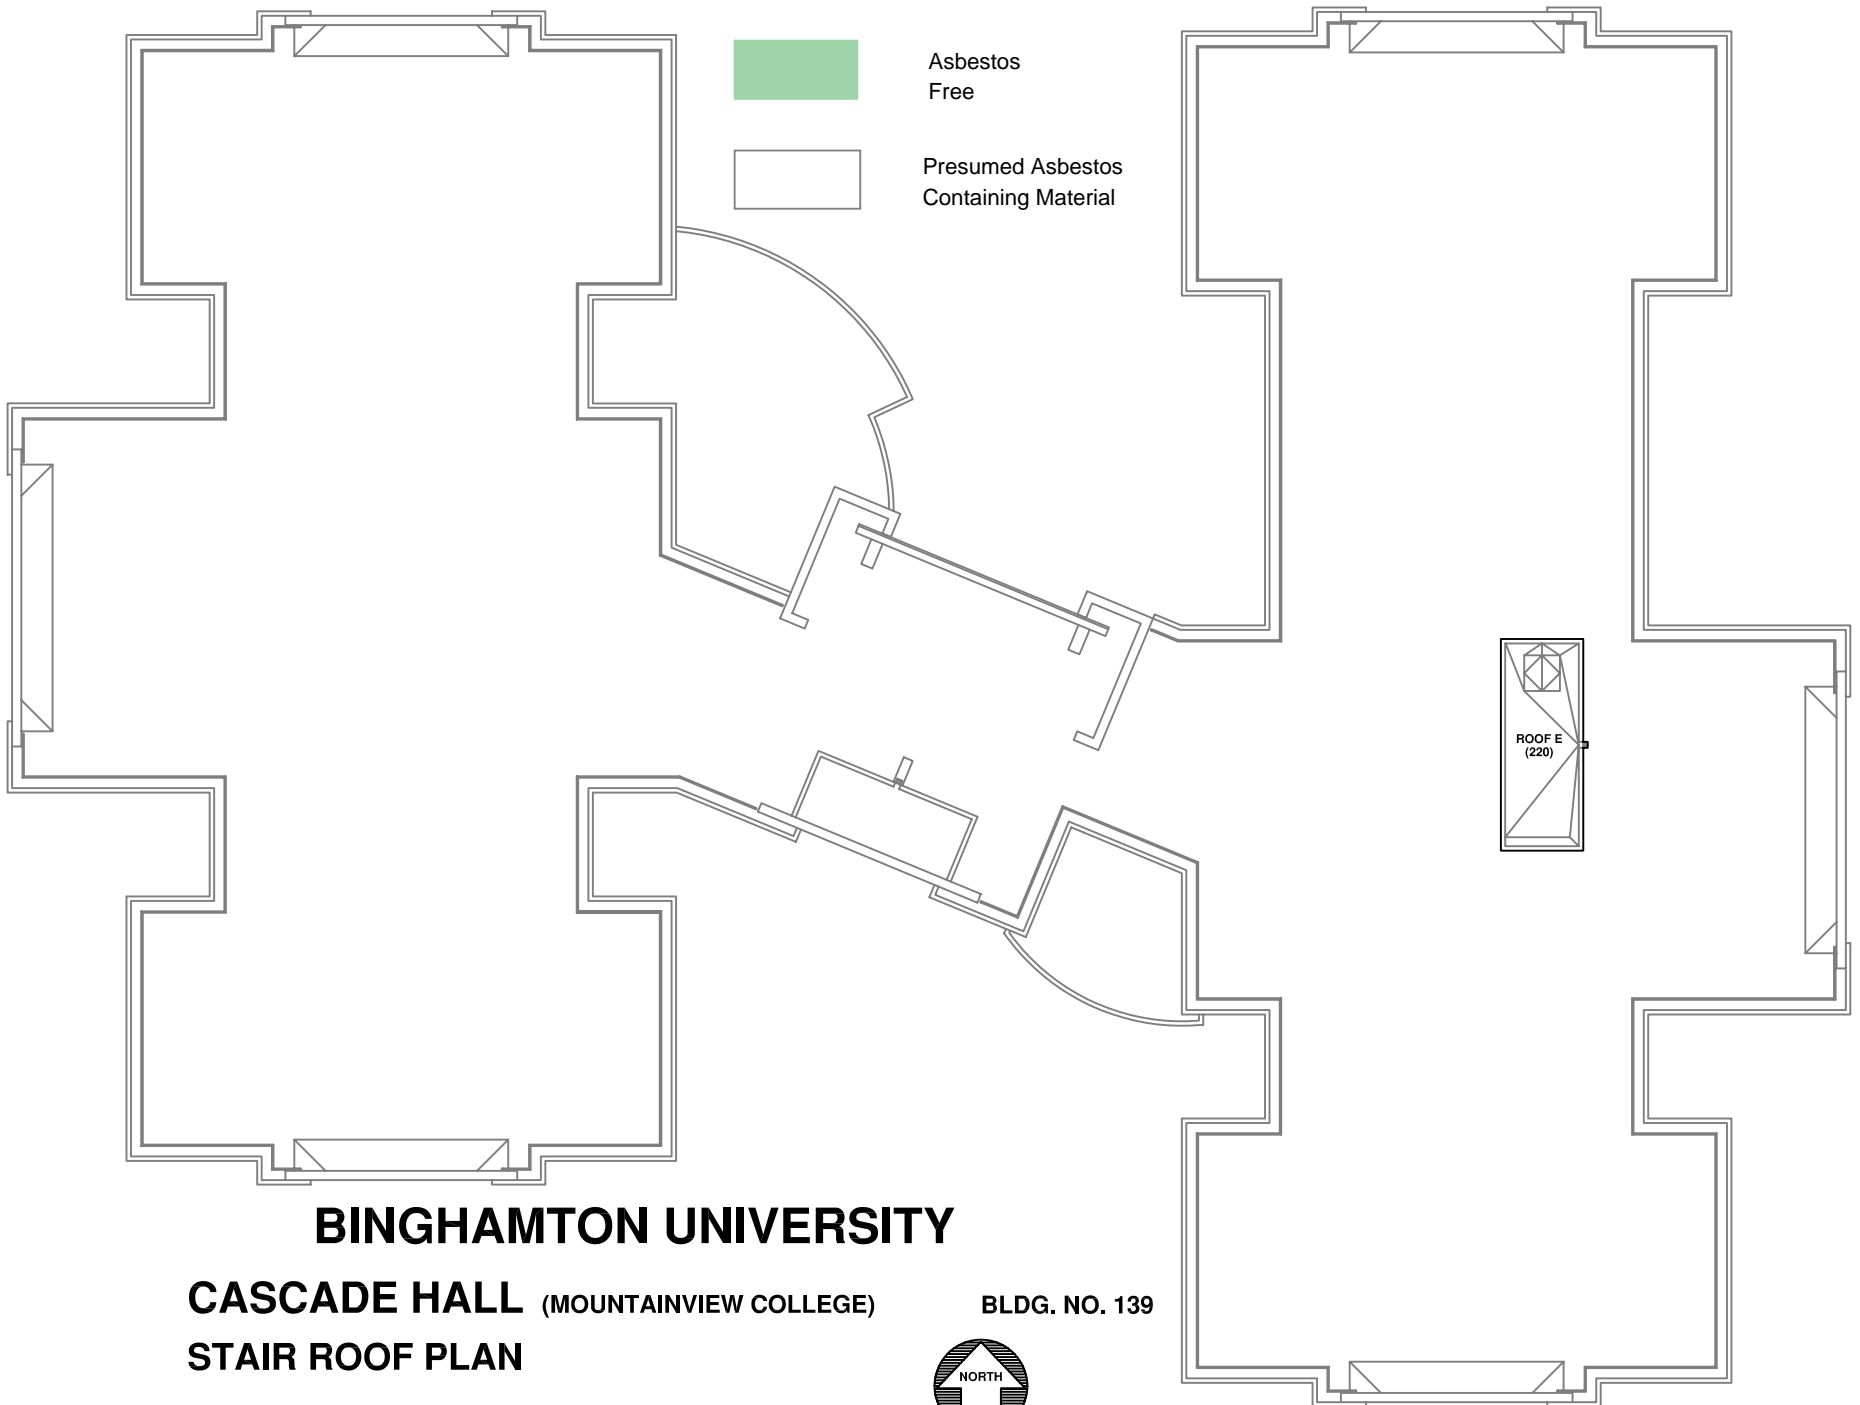 Asbestos
Free
Presumed Asbestos
Containing Material
ROOF E
(220)
BINGHAMTON UNIVERSITY
CASCADE HALL (MOUNTAINVIEW COLLEGE) BLDG. NO. 139
STAIR ROOF PLAN
NORTH